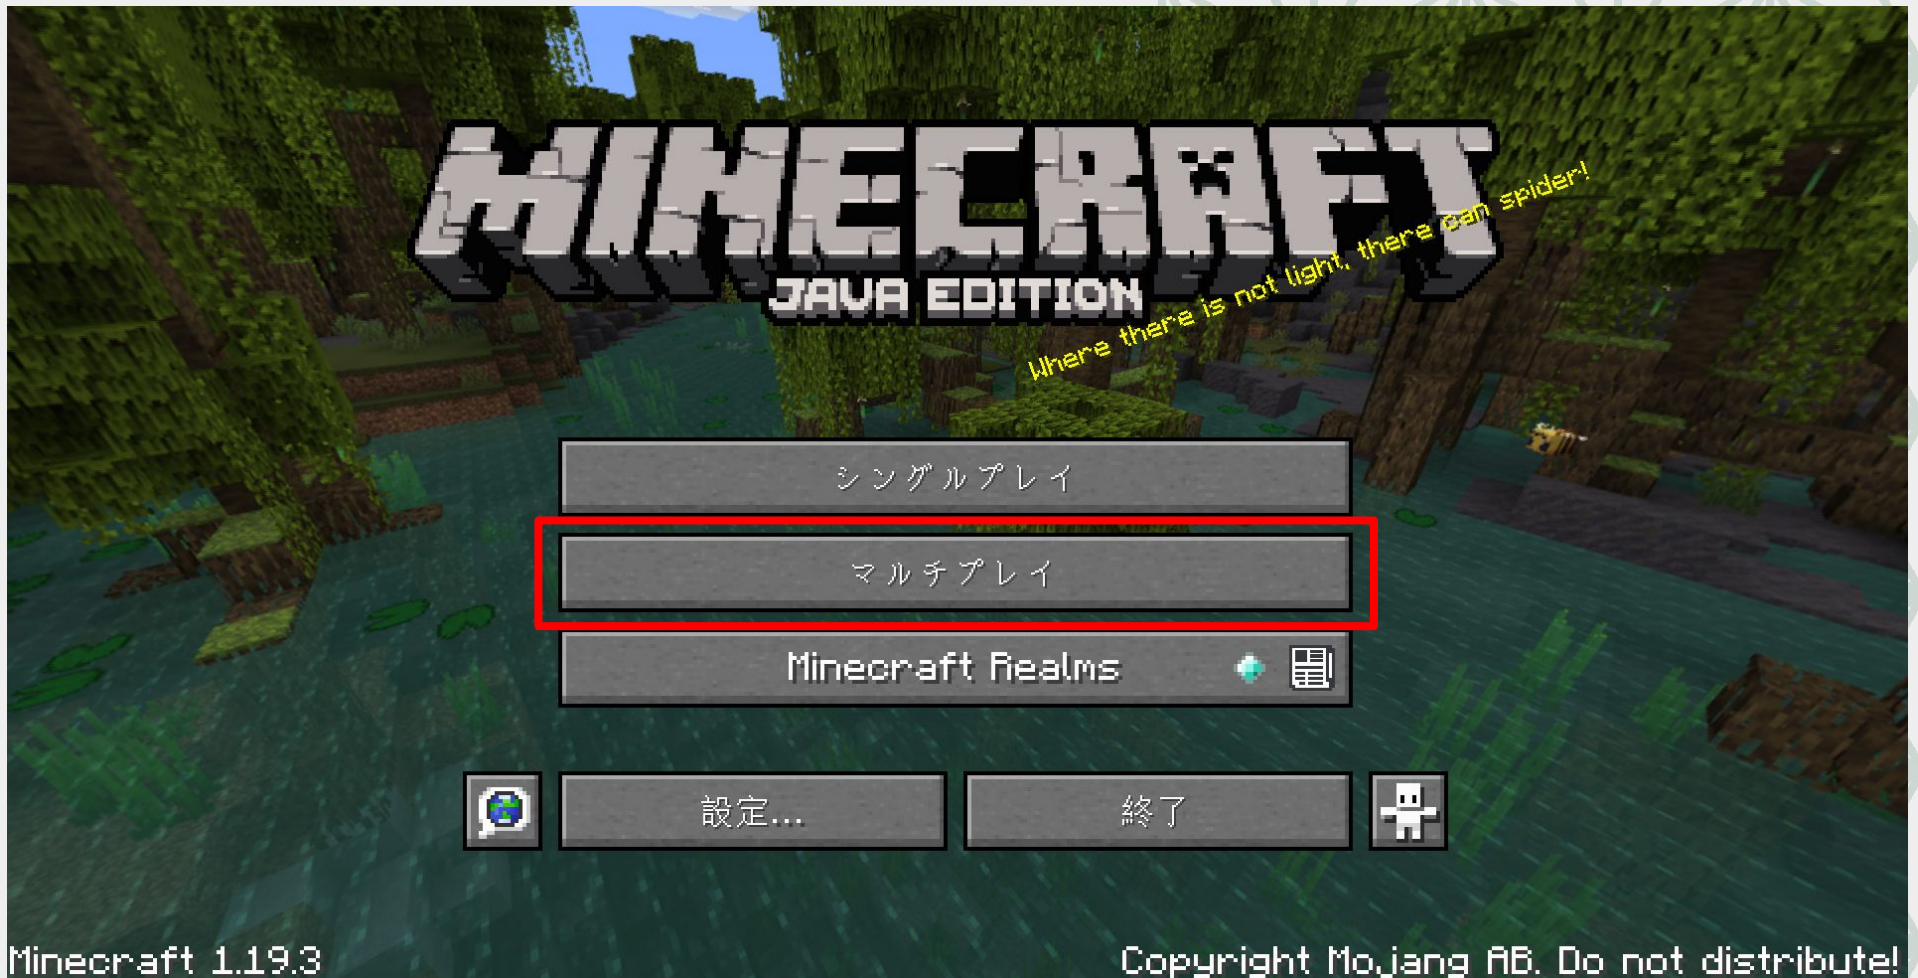 MINECRAFT
JAVA EDITION
Where there is not light, there can spider!
シングルプレイ
マルチプレイ
Minecraft Realms
設定...
終了
Minecraft 1.19.3
Copyright Mojang AB. Do not distribute!